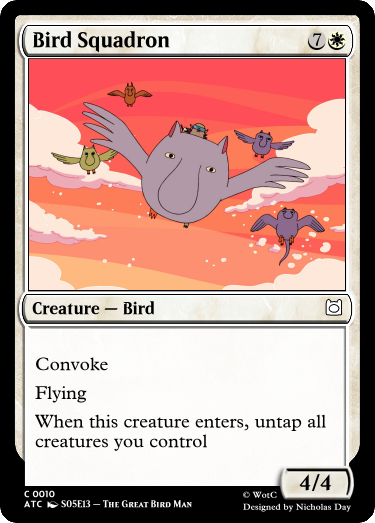 Bird Squadron 7
Creature — Bird
Convoke
Flying
When this creature enters, untap all
creatures you control
4/4
C 0010
ATC S05E13 – The Great Bird Man
© WotC
Designed by Nicholas Day